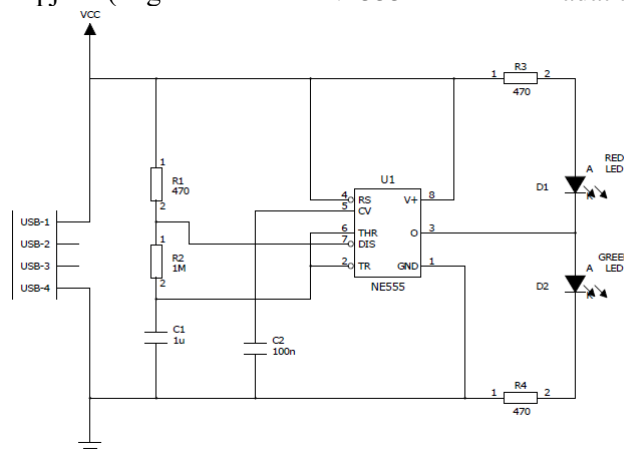 VCC
1 R3 2
470
RED
LED
A
D1
K
1
R1
470
2
U1
4 RS V+ 8
5 CV
6 THR O 3
7 DIS
2 TR GND 1
NE555
USB-1
USB-2
USB-3
USB-4
1
R2
1M
2
GREE
LED
A
D2
K
C1
1u
C2
100n
1 R4 2
470